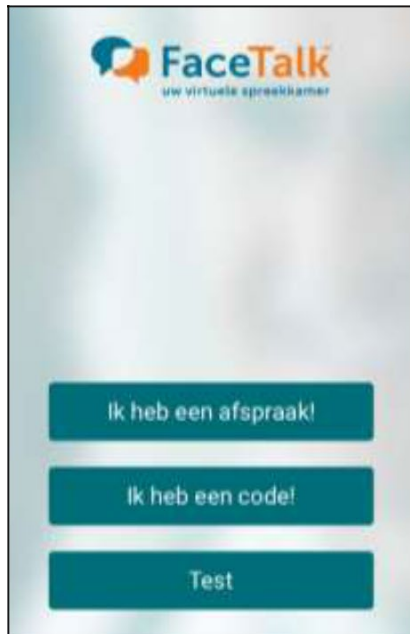 FaceTalk
uw virtuele spreekkamer
Ik heb een afspraak!
Ik heb een code!
Test